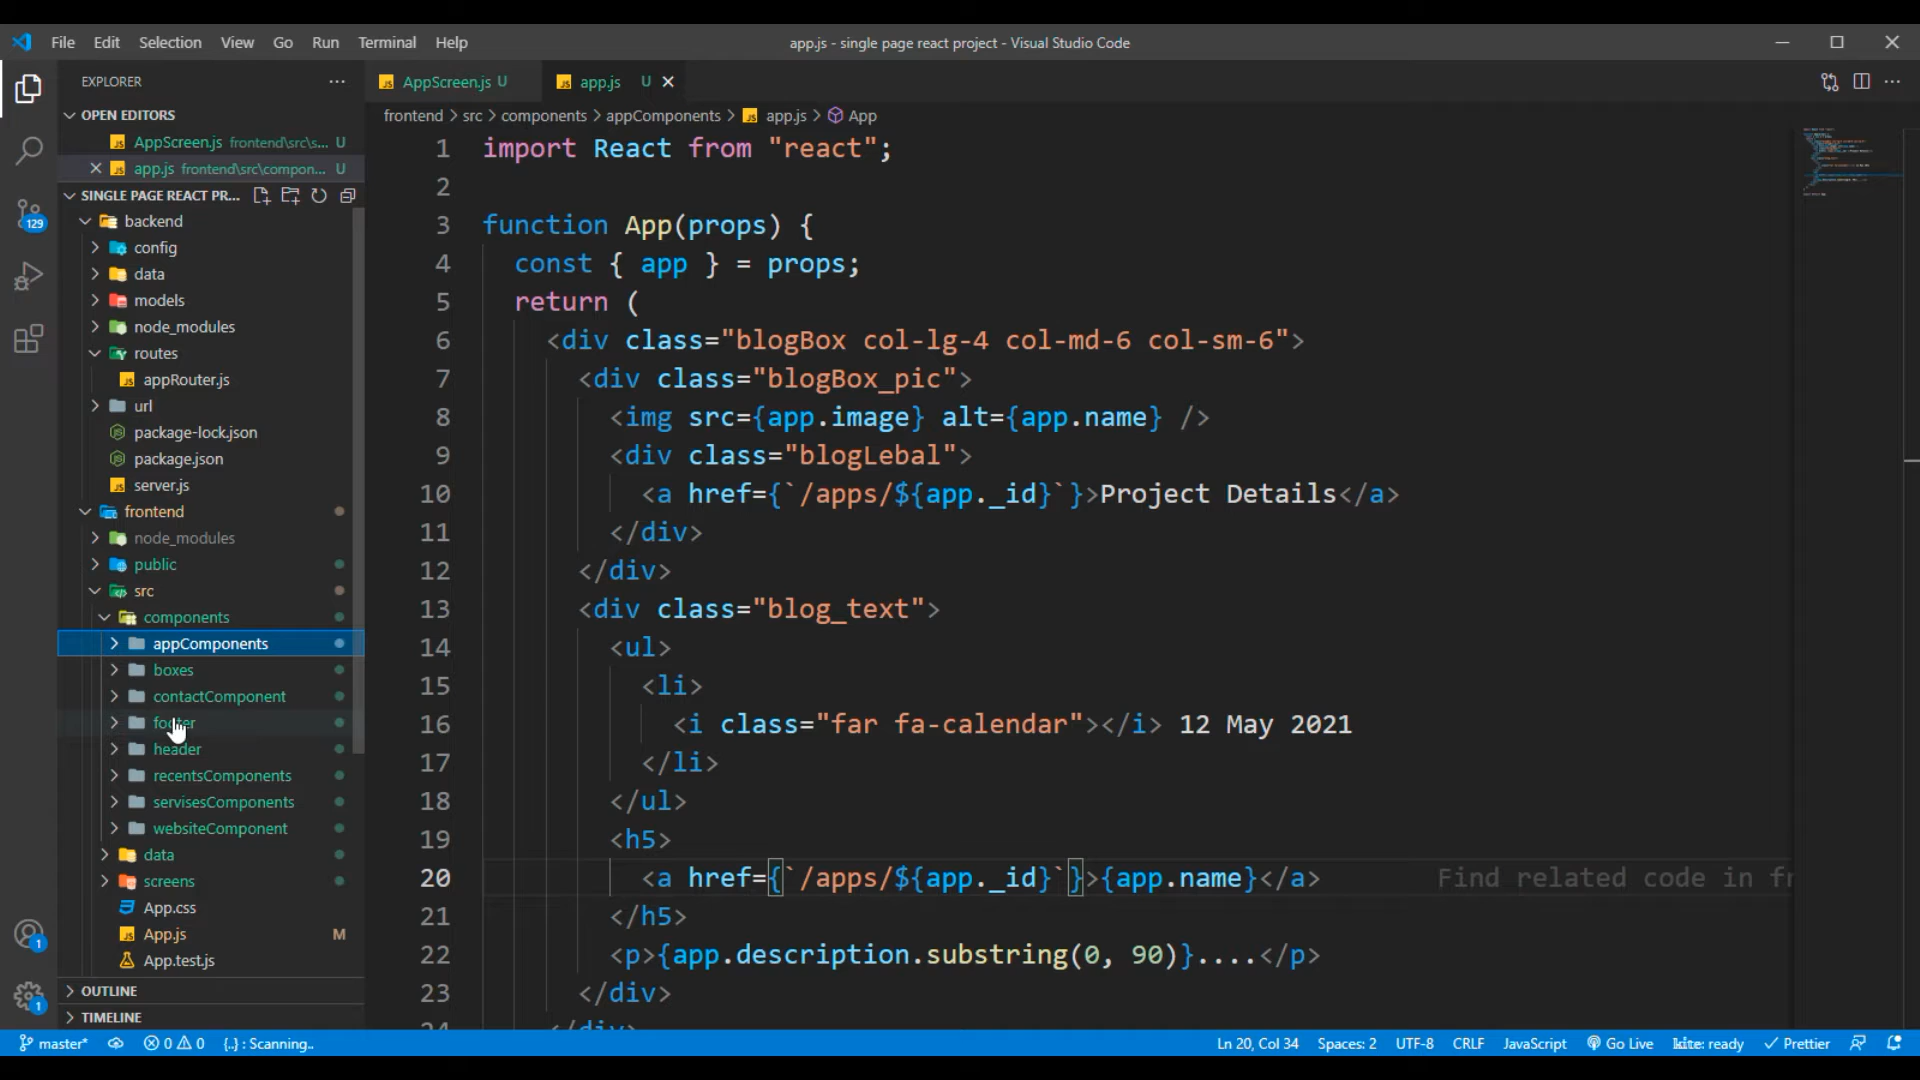 File Edit Selection View Go Run Terminal Help
app.js - single page react project - Visual Studio Code
EXPLORER
OPEN EDITORS
AppScreen.js frontend\src\s... U
app.js frontend\src\compon... U
SINGLE PAGE REACT PR...
backend
config
data
models
node_modules
routes
appRouter.js
url
package-lock.json
package.json
server.js
frontend
node_modules
public
src
components
appComponents
boxes
contactComponent
footer
header
recentsComponents
servisesComponents
websiteComponent
data
screens
App.css
App.js M
App.test.js
OUTLINE
TIMELINE
129
1
1
AppScreen.js U
app.js U
frontend > src > components > appComponents > app.js > App
1 import React from "react";
2
3 function App(props) {
4 const { app } = props;
5 return (
6 <div class="blogBox col-lg-4 col-md-6 col-sm-6">
7 <div class="blogBox_pic">
8 <img src={app.image} alt={app.name} />
9 <div class="blogLebal">
10 <a href={`/apps/${app._id}`}>Project Details</a>
11 </div>
12 </div>
13 <div class="blog_text">
14 <ul>
15 <li>
16 <i class="far fa-calendar"></i> 12 May 2021
17 </li>
18 </ul>
19 <h5>
20 <a href={`/apps/${app._id}`}>{app.name}</a> Find related code in fr
21 </h5>
22 <p>{app.description.substring(0, 90)}....</p>
23 </div>
24 </div>
master* 0 0 {..} : Scanning.. Ln 20, Col 34 Spaces: 2 UTF-8 CRLF JavaScript Go Live kite: ready Prettier